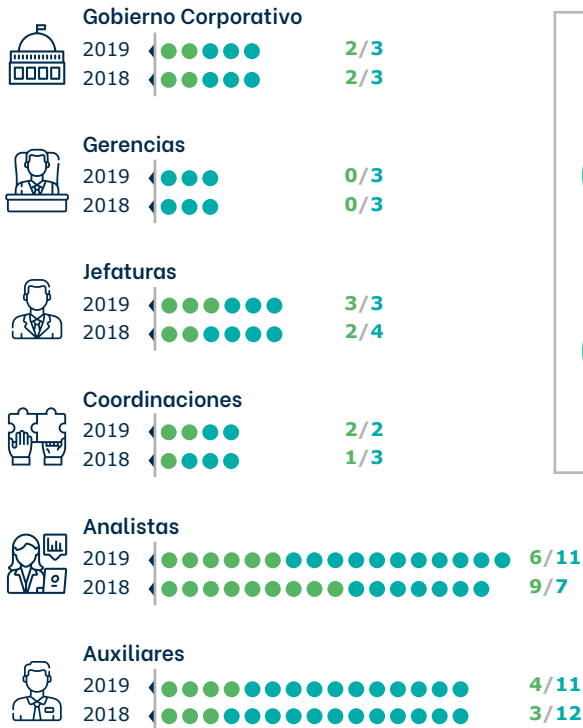 Gobierno Corporativo
2019 2/3
2018 2/3
Gerencias
2019 0/3
2018 0/3
Jefaturas
2019 3/3
2018 2/4
Coordinaciones
2019 2/2
2018 1/3
Analistas
2019 6/11
2018 9/7
Auxiliares
2019 4/11
2018 3/12